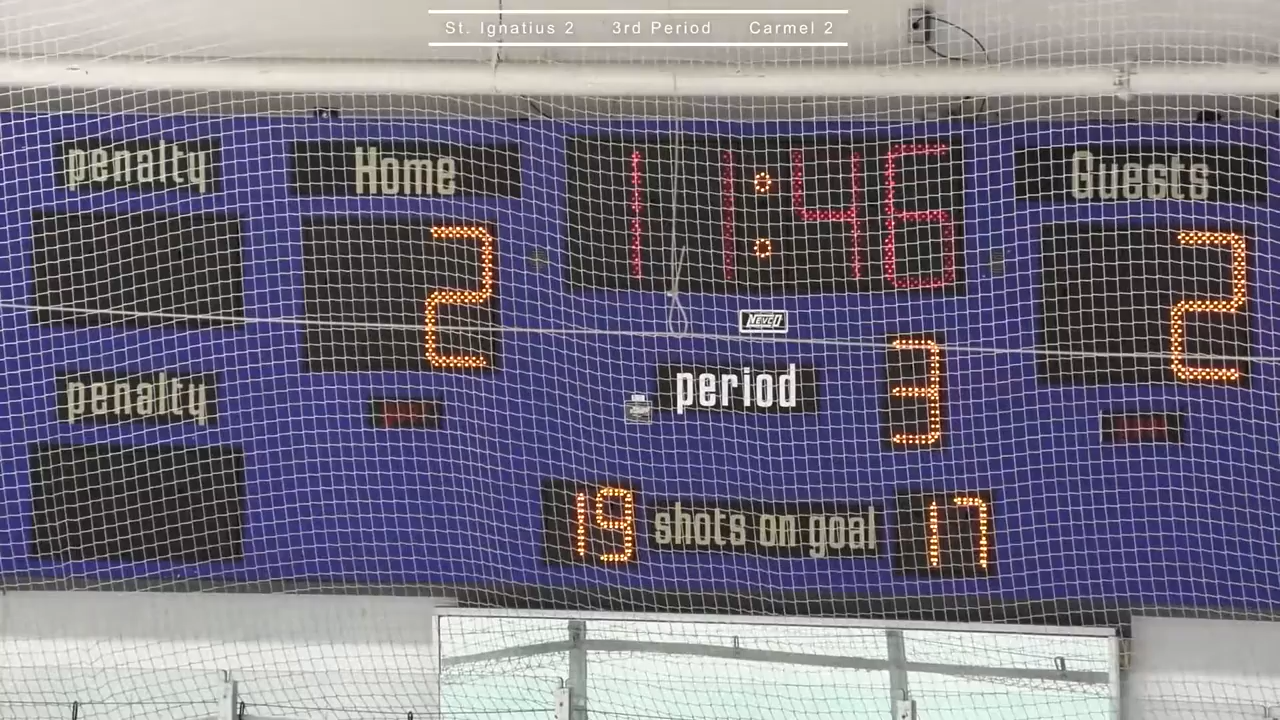 St. Ignatius 2 3rd Period Carmel 2
penalty Home 11:46 Guests
2 2
NEVCO
penalty period 3
19 shots on goal 17